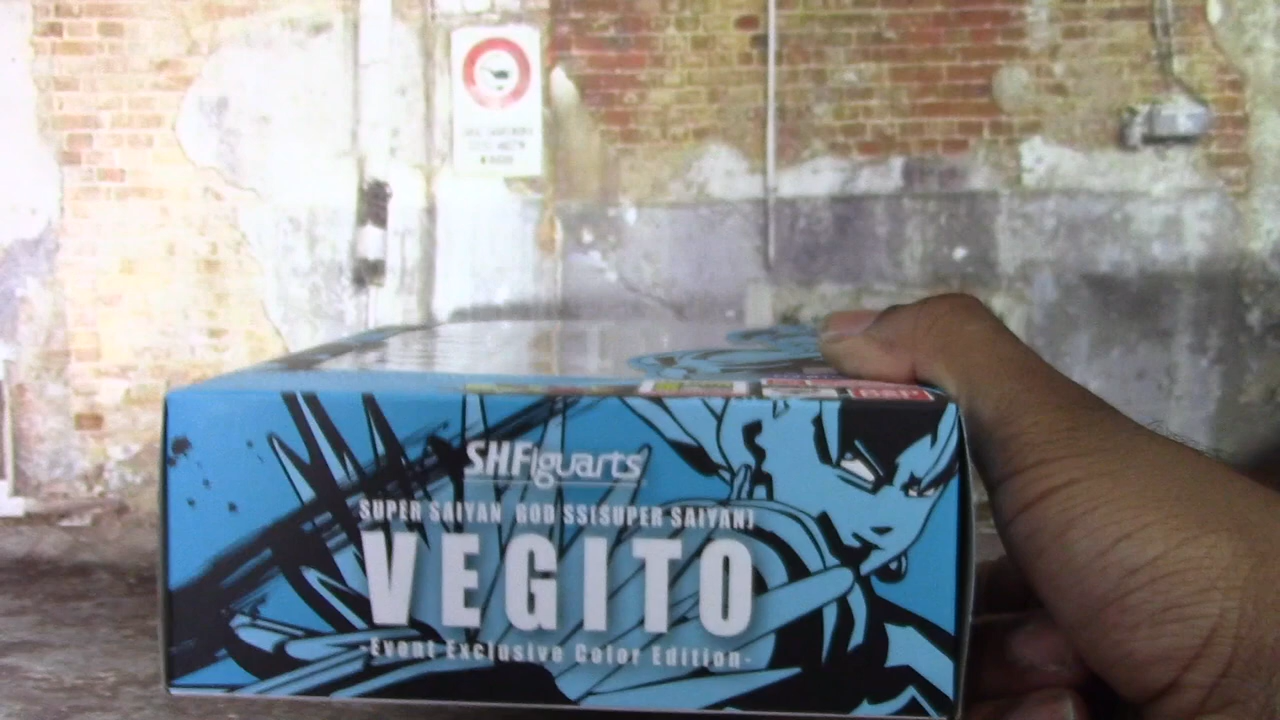 SHFiguarts
SUPER SAIYAN GOD SS[SUPER SAIYAN]
VEGITO
-Event Exclusive Color Edition-